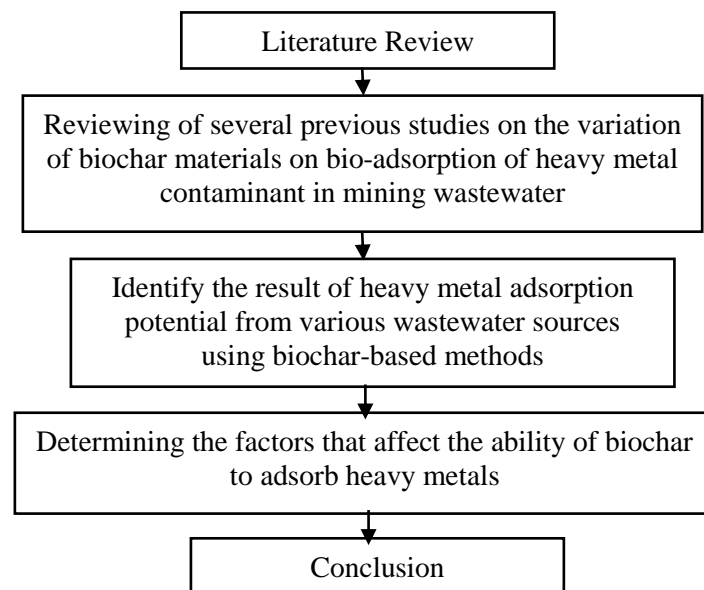 Literature Review
Reviewing of several previous studies on the variation
of biochar materials on bio-adsorption of heavy metal
contaminant in mining wastewater
Identify the result of heavy metal adsorption
potential from various wastewater sources
using biochar-based methods
Determining the factors that affect the ability of biochar
to adsorb heavy metals
Conclusion